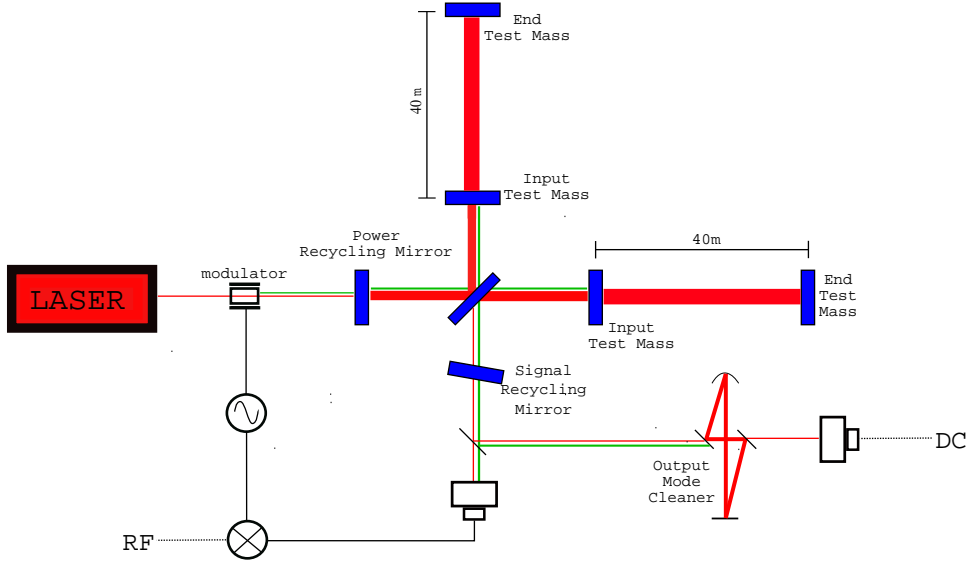 End
Test Mass
40m
Input
Test Mass
Power
Recycling Mirror
40m
modulator
LASER
End
Test
Mass
Input
Test Mass
Signal
Recycling
Mirror
Output
Mode
Cleaner
DC
RF